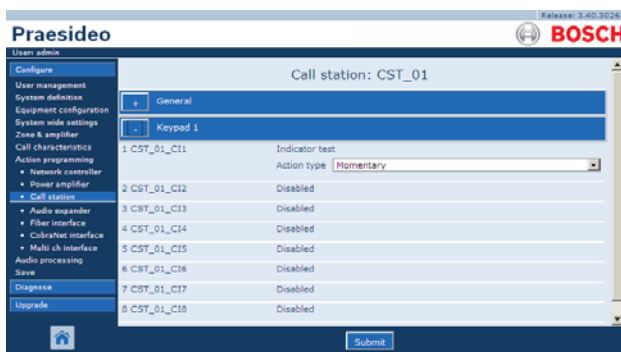 Release: 3.40.3026
Praesideo
BOSCH
User: admin
Configure
User management
System definition
Equipment configuration
System wide settings
Zone & amplifier
Call characteristics
Action programming
• Network controller
• Power amplifier
• Call station
• Audio expander
• Fiber interface
• CobraNet interface
• Multi ch interface
Audio processing
Save
Diagnose
Upgrade
Call station: CST_01
+ General
- Keypad 1
1 CST_01_CI1 Indicator test
Action type Momentary
2 CST_01_CI2 Disabled
3 CST_01_CI3 Disabled
4 CST_01_CI4 Disabled
5 CST_01_CI5 Disabled
6 CST_01_CI6 Disabled
7 CST_01_CI7 Disabled
8 CST_01_CI8 Disabled
Submit